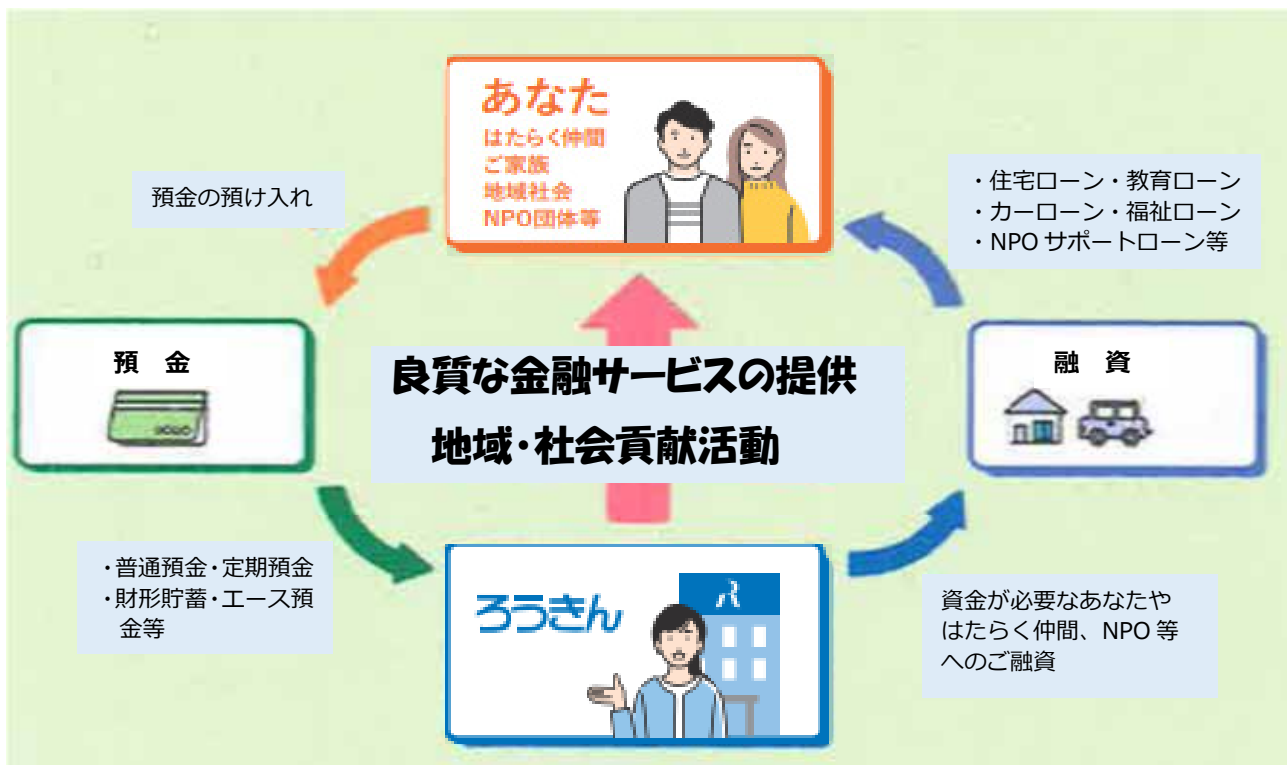 あなた
はたらく仲間
ご家族
地域社会
NPO団体等
預金の預け入れ
・住宅ローン・教育ローン
・カーローン・福祉ローン
・NPO サポートローン等
預 金
良質な金融サービスの提供
地域・社会貢献活動
融 資
・普通預金・定期預金
・財形貯蓄・エース預
金等
ろうきん
R
資金が必要なあなたや
はたらく仲間、NPO 等
へのご融資